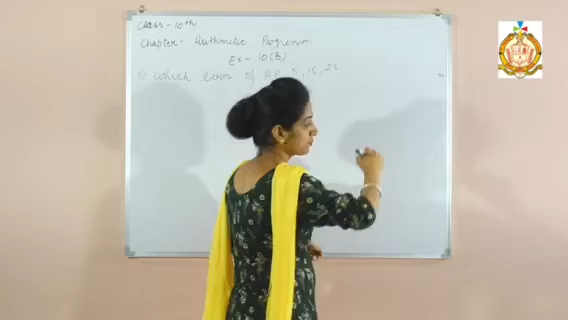 Class - 10th
Chapter - Arithmetic Progression
Ex - 10(B)
Q Which term of A.P. 5, 15, 25